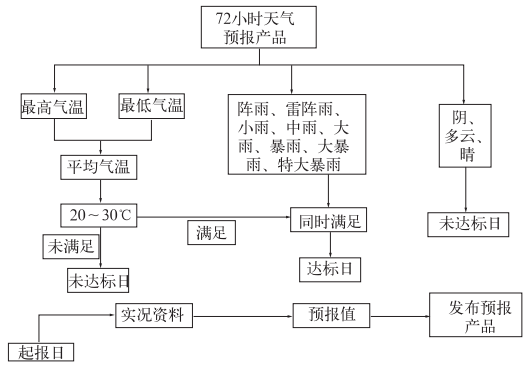 72小时天气
预报产品
最高气温
最低气温
阵雨、雷阵雨、
小雨、中雨、大
雨、暴雨、大暴
雨、特大暴雨
阴、
多云、
晴
平均气温
20～30℃
满足
同时满足
未达标日
未满足
未达标日
达标日
实况资料
预报值
发布预报
产品
起报日